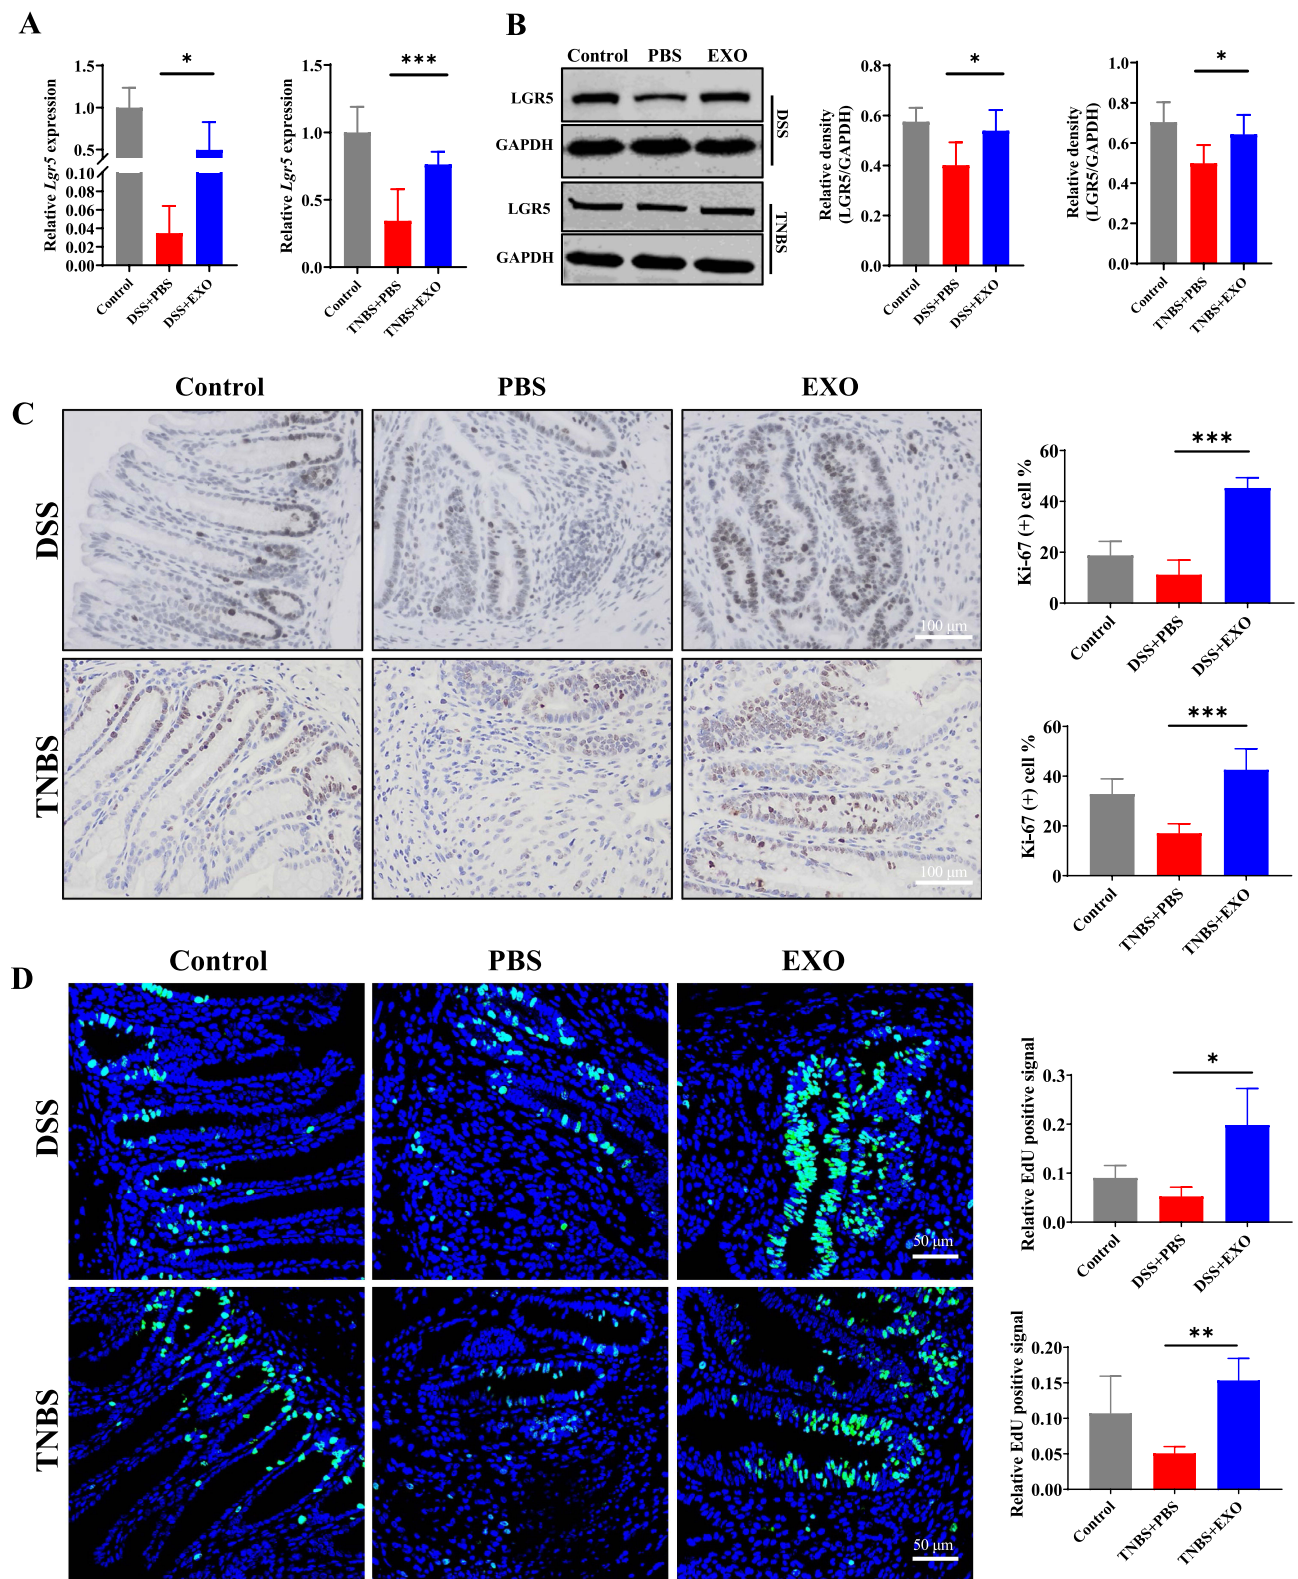 A
Relative Lgr5 expression
1.5
1.0
0.5
0.10
0.08
0.06
0.04
0.02
0.00
*
Control
DSS+PBS
DSS+EXO
Relative Lgr5 expression
1.5
1.0
0.5
0.0
***
Control
TNBS+PBS
TNBS+EXO
B
Control PBS EXO
LGR5
GAPDH
DSS
LGR5
GAPDH
TNBS
Relative density
(LGR5/GAPDH)
0.8
0.6
0.4
0.2
0.0
*
Control
DSS+PBS
DSS+EXO
Relative density
(LGR5/GAPDH)
1.0
0.8
0.6
0.4
0.2
0.0
*
Control
TNBS+PBS
TNBS+EXO
C
Control PBS EXO
DSS
100 μm
Ki-67 (+) cell %
60
40
20
0
***
Control
DSS+PBS
DSS+EXO
TNBS
100 μm
Ki-67 (+) cell %
60
40
20
0
***
Control
TNBS+PBS
TNBS+EXO
D
Control PBS EXO
DSS
50 μm
Relative EdU positive signal
0.3
0.2
0.1
0.0
*
Control
DSS+PBS
DSS+EXO
TNBS
50 μm
Relative EdU positive signal
0.20
0.15
0.10
0.05
0.00
**
Control
TNBS+PBS
TNBS+EXO